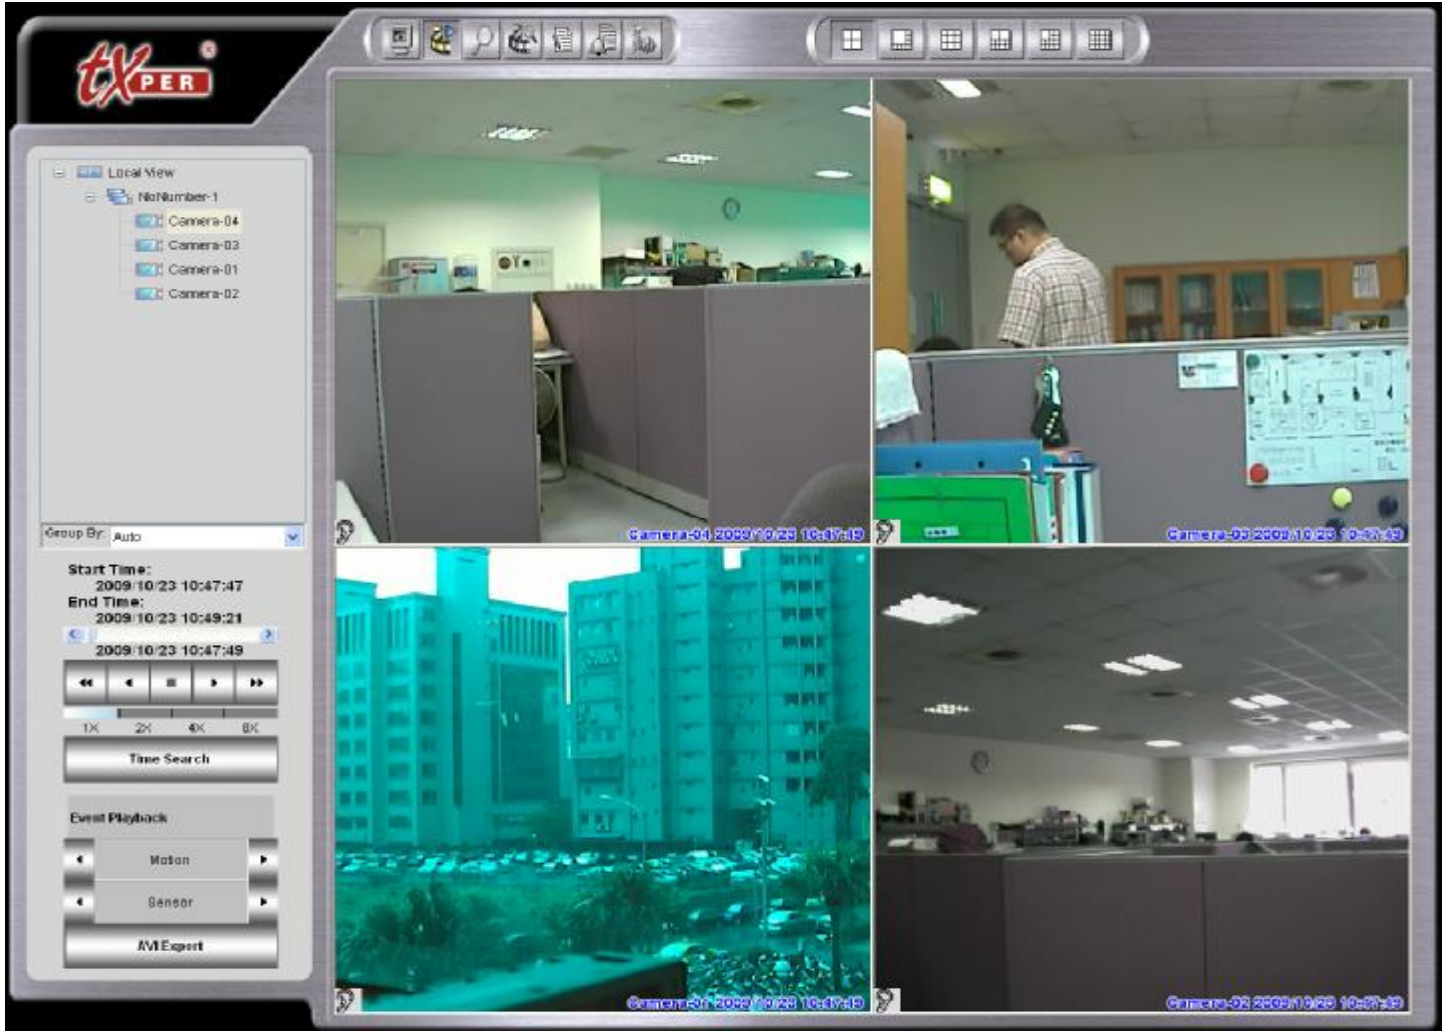 tXPER
Local View
NoNumber-1
Camera-04
Camera-03
Camera-01
Camera-02
Group By: Auto
Start Time:
2009/10/23 10:47:47
End Time:
2009/10/23 10:49:21
2009/10/23 10:47:49
1X 2X 4X 8X
Time Search
Event Playback
Motion
Sensor
AVI Export
Camera-04 2009/10/23 10:47:49
Camera-03 2009/10/23 10:47:49
Camera-01 2009/10/23 10:47:49
Camera-02 2009/10/23 10:47:49